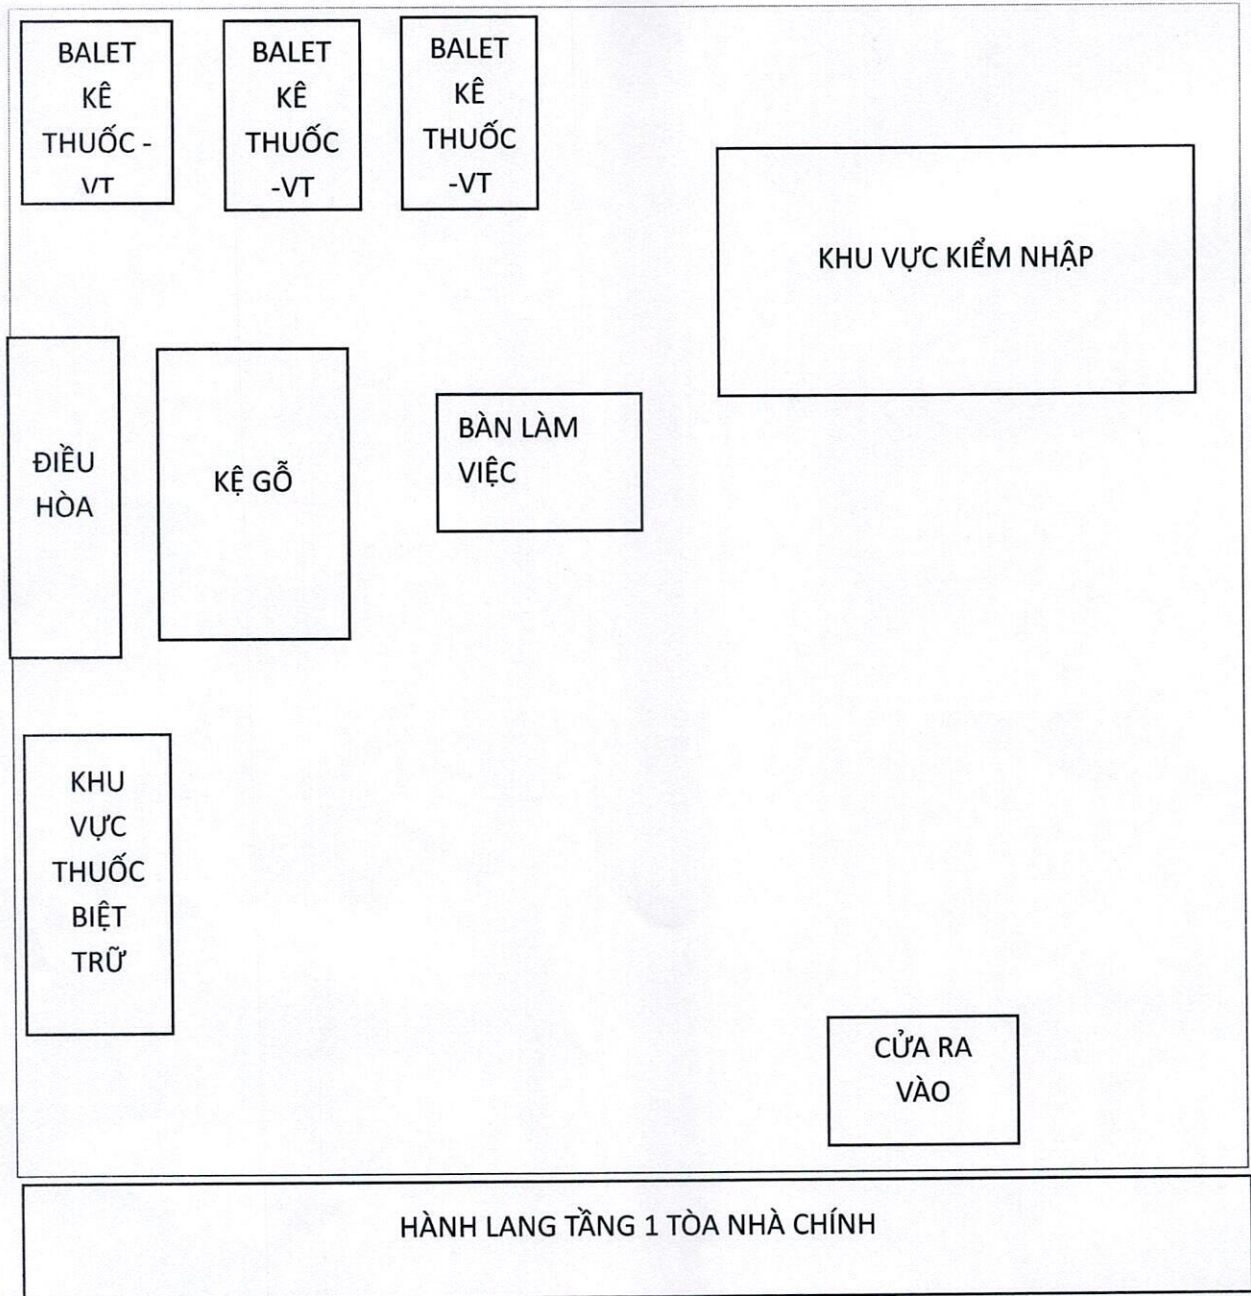 BALET
KÊ
THUỐC -
VT
BALET
KÊ
THUỐC
-VT
BALET
KÊ
THUỐC
-VT
KHU VỰC KIỂM NHẬP
ĐIỀU
HÒA
KỆ GỖ
BÀN LÀM
VIỆC
KHU
VỰC
THUỐC
BIỆT
TRỮ
CỬA RA
VÀO
HÀNH LANG TẦNG 1 TÒA NHÀ CHÍNH